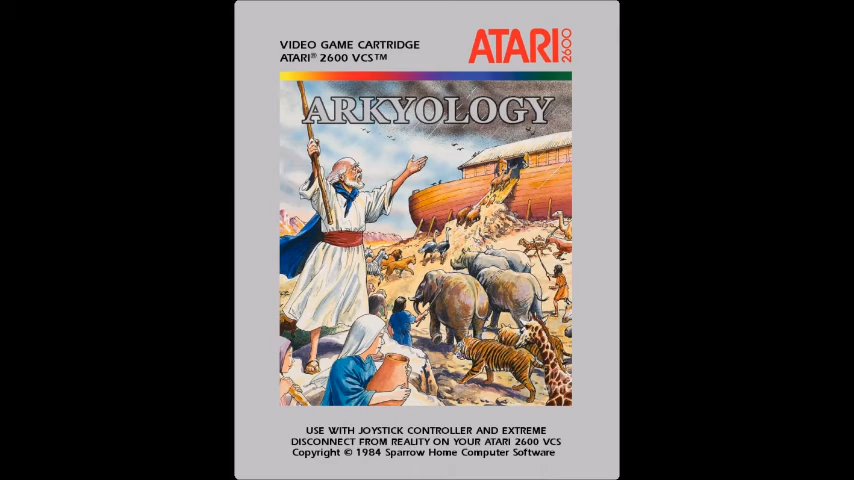 VIDEO GAME CARTRIDGE
ATARI® 2600 VCS™
ATARI 2600
ARKYOLOGY
USE WITH JOYSTICK CONTROLLER AND EXTREME
DISCONNECT FROM REALITY ON YOUR ATARI 2600 VCS
Copyright © 1984 Sparrow Home Computer Software